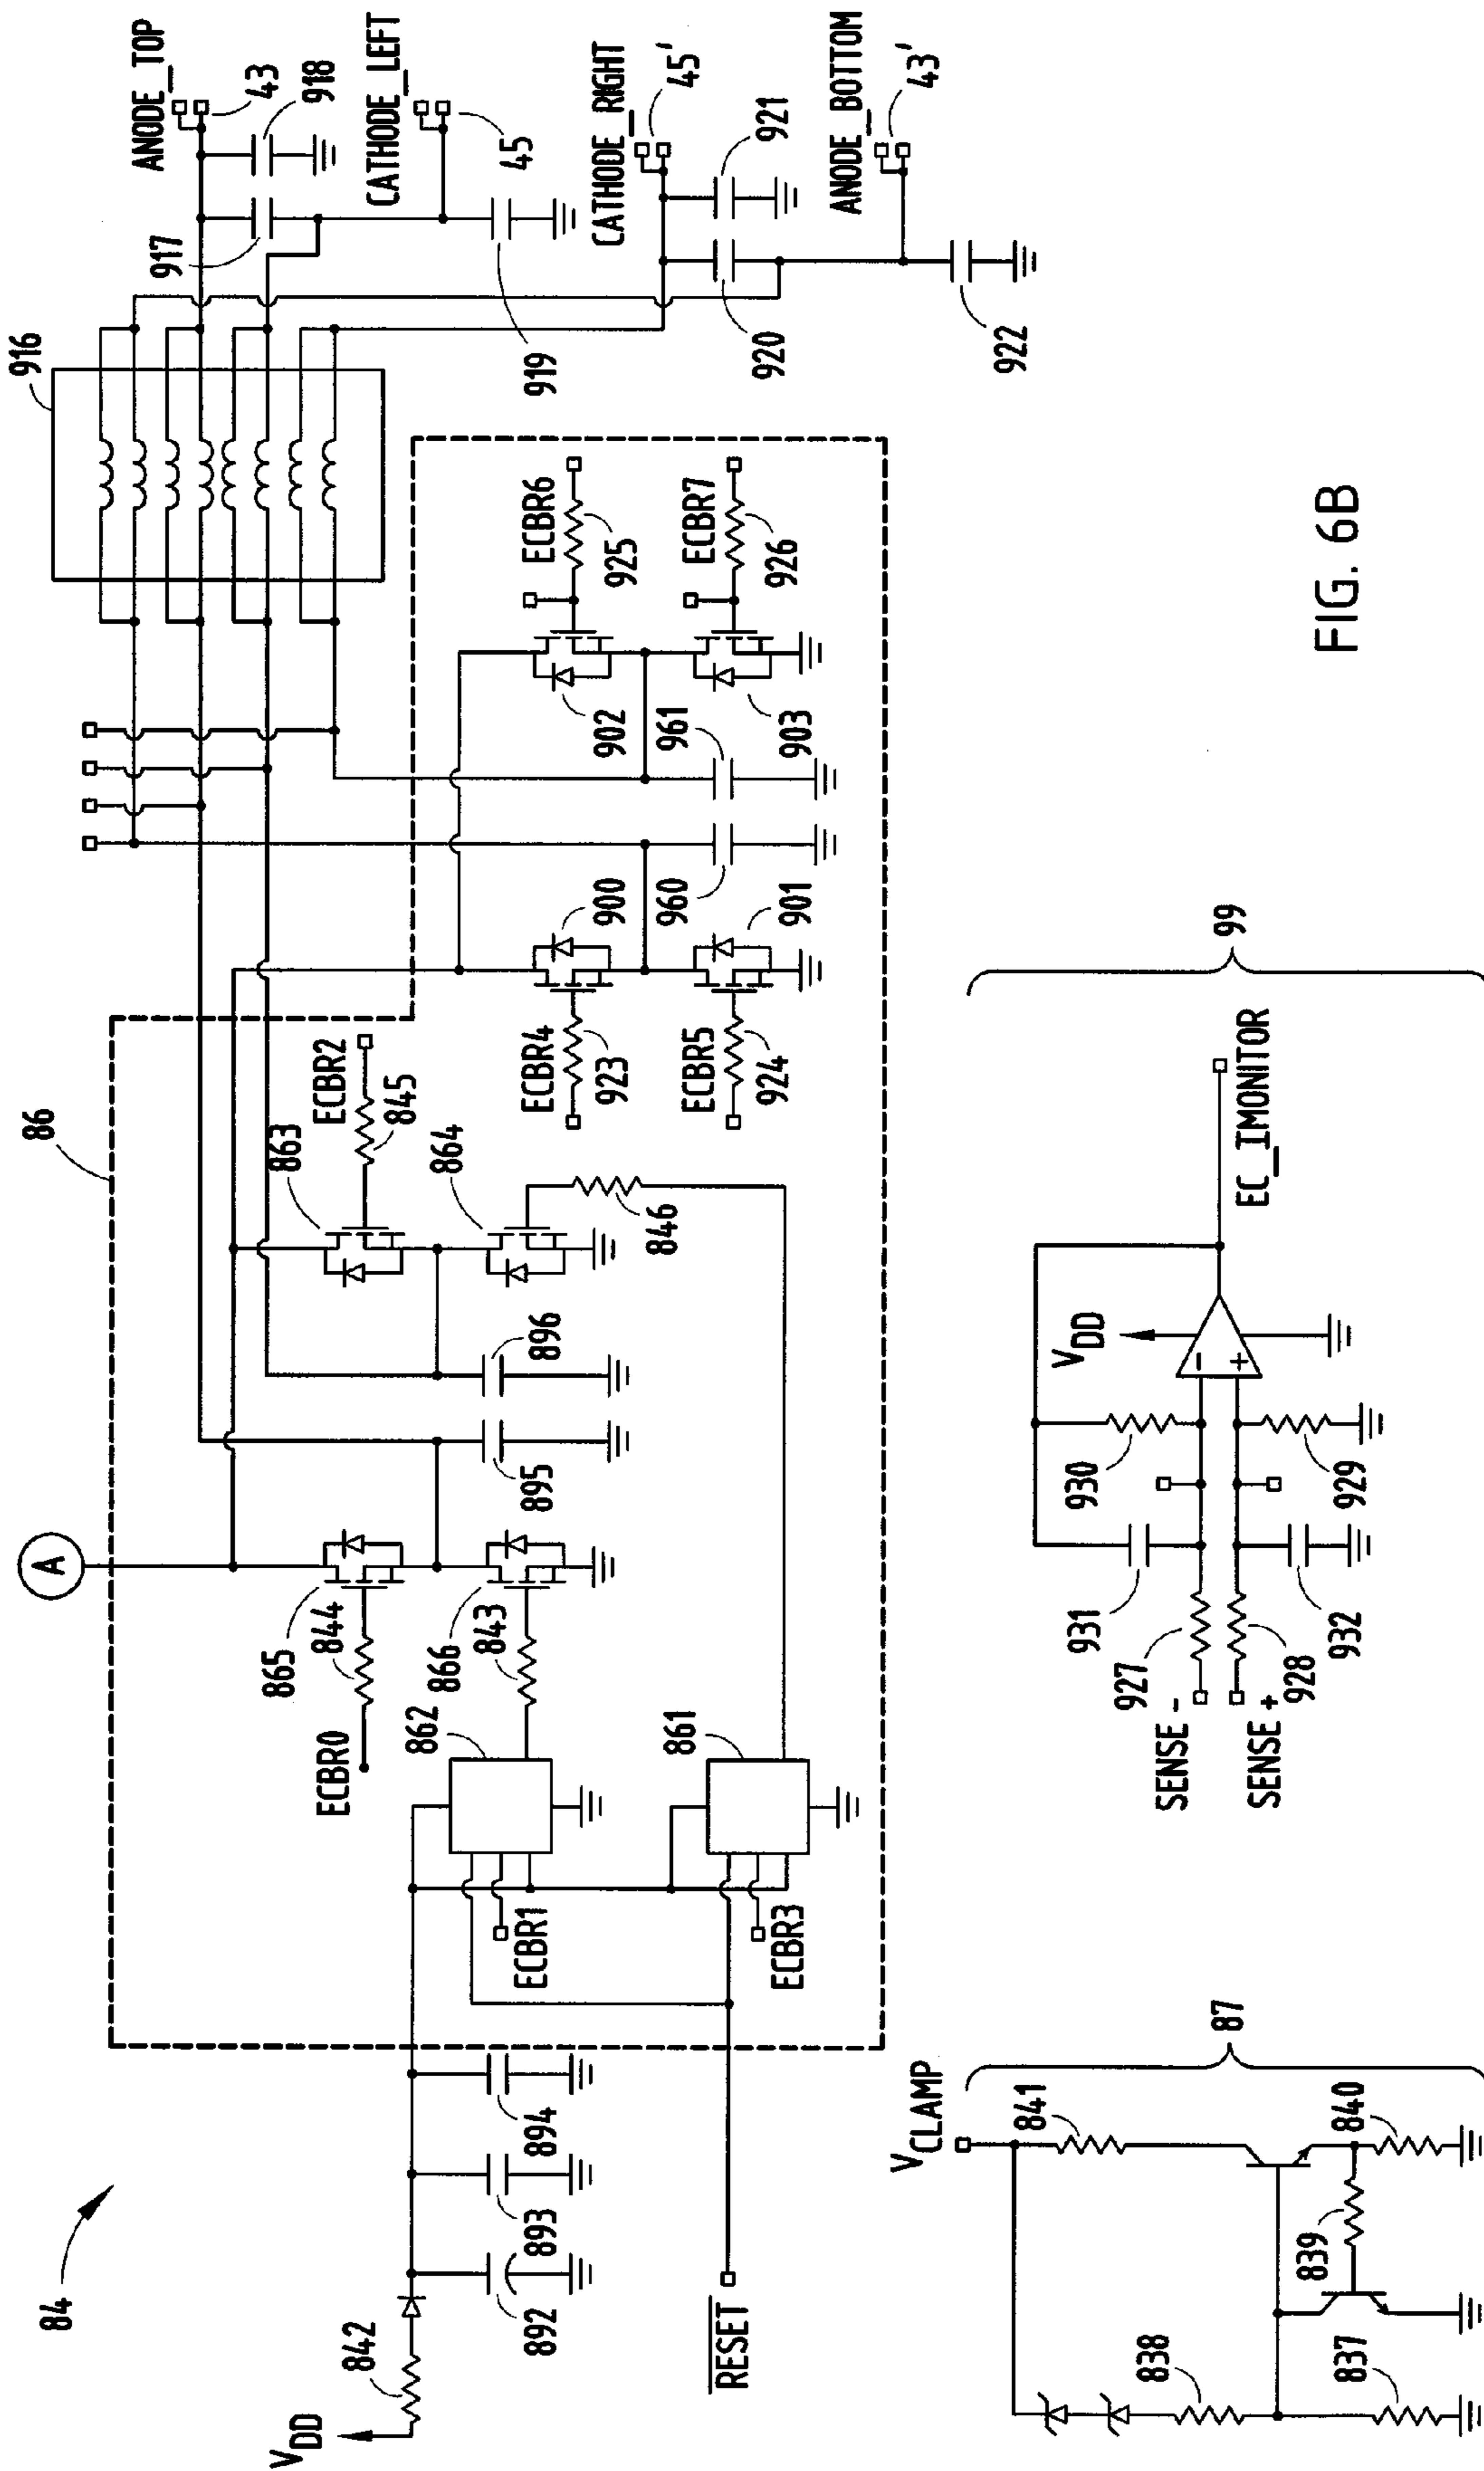 84
86
A
916
ANODE_TOP
43
918
917
CATHODE_LEFT
45
919
CATHODE_RIGHT
45'
921
920
ANODE_BOTTOM
43'
922
VDD
842
892
893
894
RESET
ECBR0
844
865
862
843
866
ECBR1
861
ECBR3
895
896
863
ECBR2
845
864
846
ECBR4
923
900
ECBR5
924
901
960
961
902
903
ECBR6
925
ECBR7
926
VCLAMP
841
87
838
837
839
840
SENSE -
SENSE +
927
928
931
932
930
929
VDD
-
+
EC_IMONITOR
99
FIG. 6B